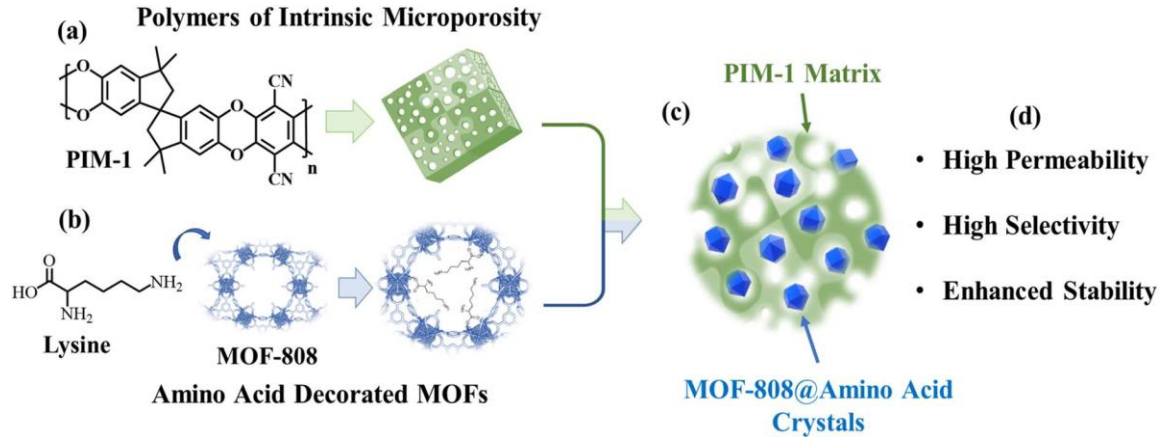 Polymers of Intrinsic Microporosity
(a)
CN
O
O
O
O
CN
n
PIM-1
(b)
O
HO
NH₂
NH₂
Lysine
MOF-808
Amino Acid Decorated MOFs
PIM-1 Matrix
(c)
MOF-808@Amino Acid
Crystals
(d)
• High Permeability
• High Selectivity
• Enhanced Stability